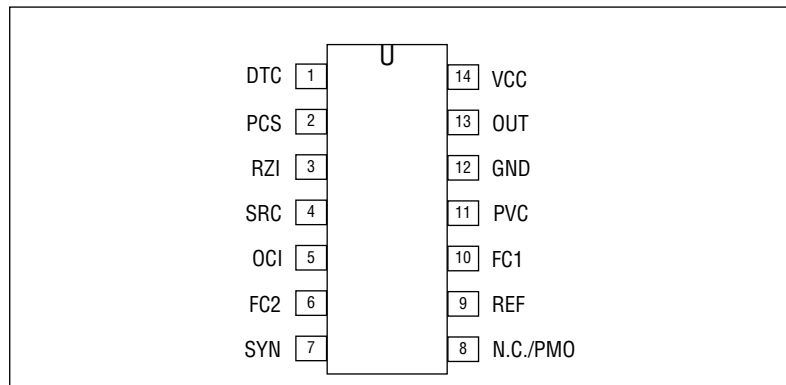 DTC 1 14 VCC
PCS 2 13 OUT
RZI 3 12 GND
SRC 4 11 PVC
OCI 5 10 FC1
FC2 6 9 REF
SYN 7 8 N.C./PMO